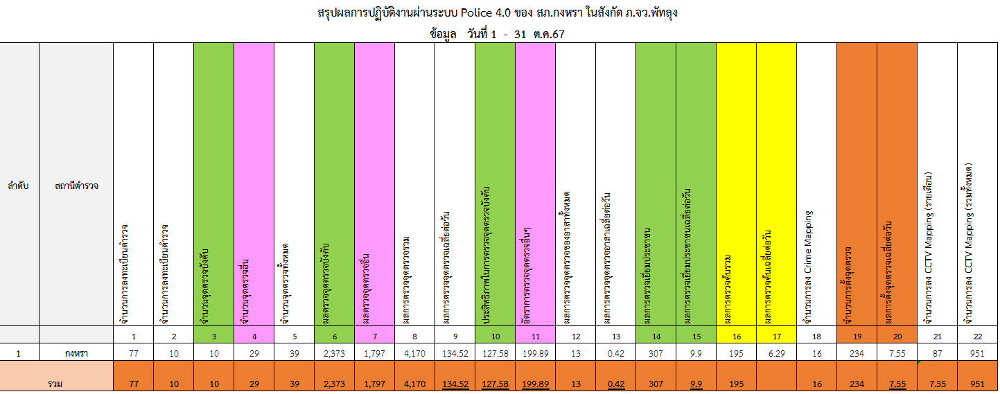 สรุปผลการปฏิบัติงานผ่านระบบ Police 4.0 ของ สภ.กงหรา ในสังกัด ภ.จว.พัทลุง
ข้อมูล วันที่ 1 - 31 ต.ค.67
ลำดับ
สถานีตำรวจ
จำนวนการลงทะเบียนตำรวจ
จำนวนการลงทะเบียนตำรวจ
จำนวนจุดตรวจบังคับ
จำนวนจุดตรวจอื่น
จำนวนจุดตรวจทั้งหมด
ผลตรวจจุดตรวจบังคับ
ผลตรวจจุดตรวจอื่น
ผลการตรวจจุดตรวจรวม
ผลการตรวจจุดตรวจเฉลี่ยต่อวัน
ประสิทธิภาพในการตรวจจุดตรวจบังคับ
อัตราการตรวจจุดตรวจอื่นๆ
ผลการตรวจจุดตรวจของอาสาทั้งหมด
ผลการตรวจจุดตรวจอาสาเฉลี่ยต่อวัน
ผลการตรวจเยี่ยมประชาชน
ผลการตรวจเยี่ยมประชาชนเฉลี่ยต่อวัน
ผลการตรวจค้นรวม
ผลการตรวจค้นเฉลี่ยต่อวัน
จำนวนการลง Crime Mapping
จำนวนการตั้งจุดตรวจ
ผลการตั้งจุดตรวจเฉลี่ยต่อวัน
จำนวนการลง CCTV Mapping (รายเดือน)
จำนวนการลง CCTV Mapping (รวมทั้งหมด)
1 2 3 4 5 6 7 8 9 10 11 12 13 14 15 16 17 18 19 20 21 22
1 กงหรา 77 10 10 29 39 2,373 1,797 4,170 134.52 127.58 199.89 13 0.42 307 9.9 195 6.29 16 234 7.55 87 951
รวม 77 10 10 29 39 2,373 1,797 4,170 134.52 127.58 199.89 13 0.42 307 9.9 195 16 234 7.55 7.55 951